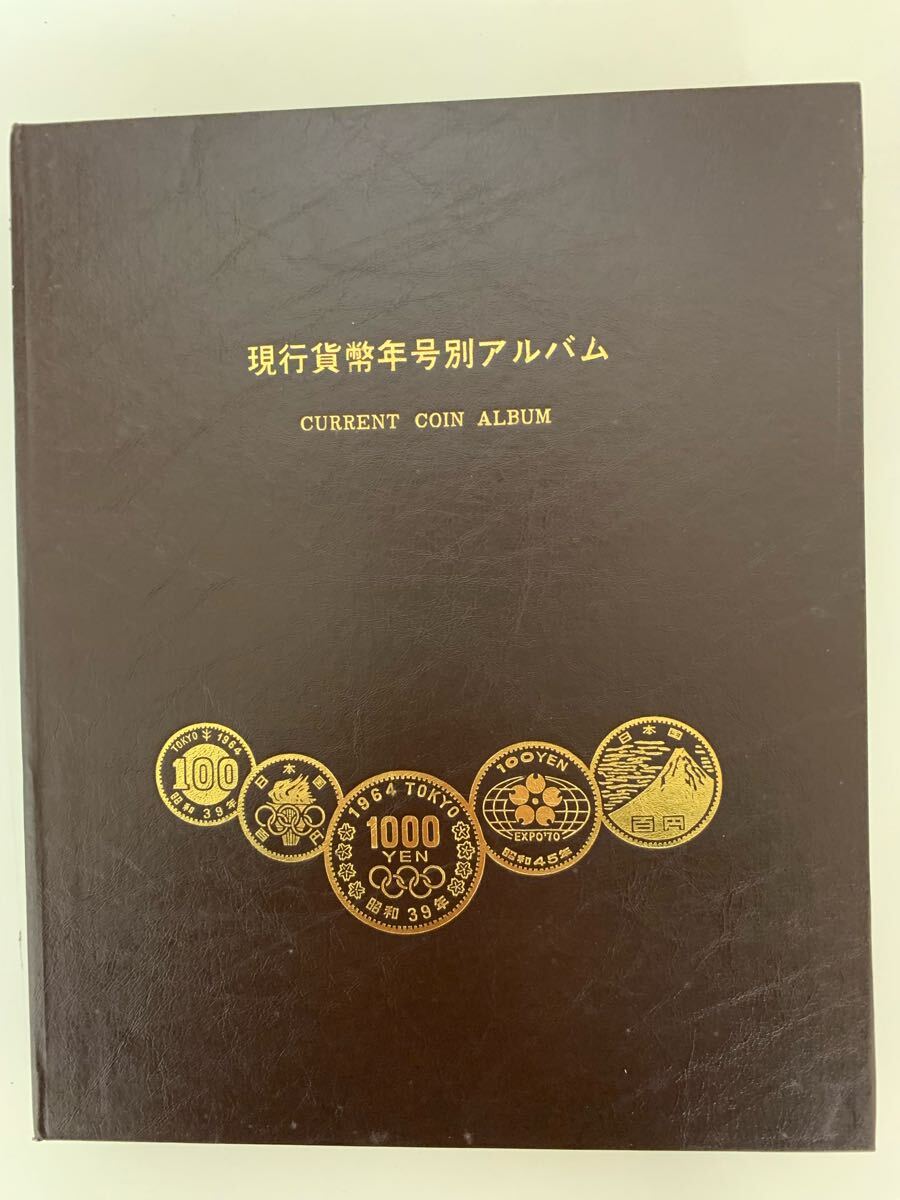 現行貨幣年号別アルバム
CURRENT COIN ALBUM
TOKYO 1964
100
昭和39年
日本国
百円
1964 TOKYO
1000
YEN
昭和39年
100YEN
EXPO'70
昭和45年
日本国
百円